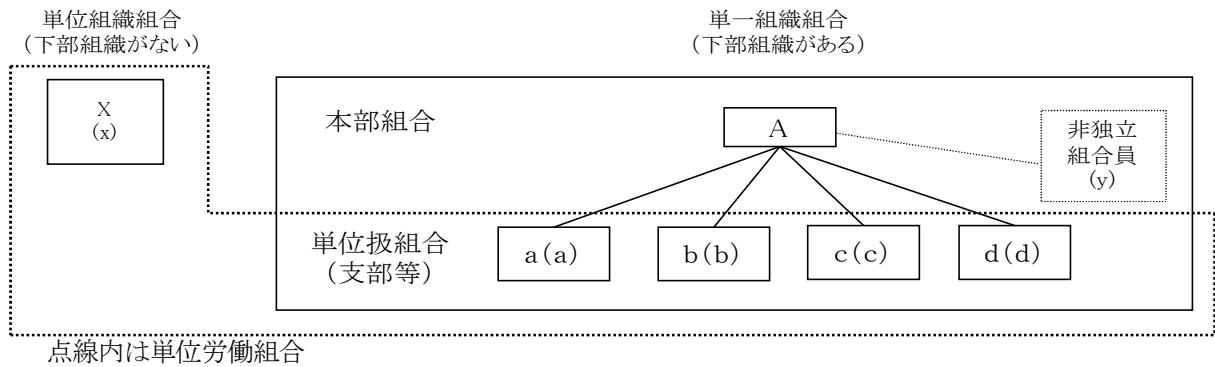 単位組織組合
（下部組織がない）
単一組織組合
（下部組織がある）
X
(x)
本部組合
A
非独立
組合員
(y)
単位扱組合
（支部等）
a(a)
b(b)
c(c)
d(d)
点線内は単位労働組合